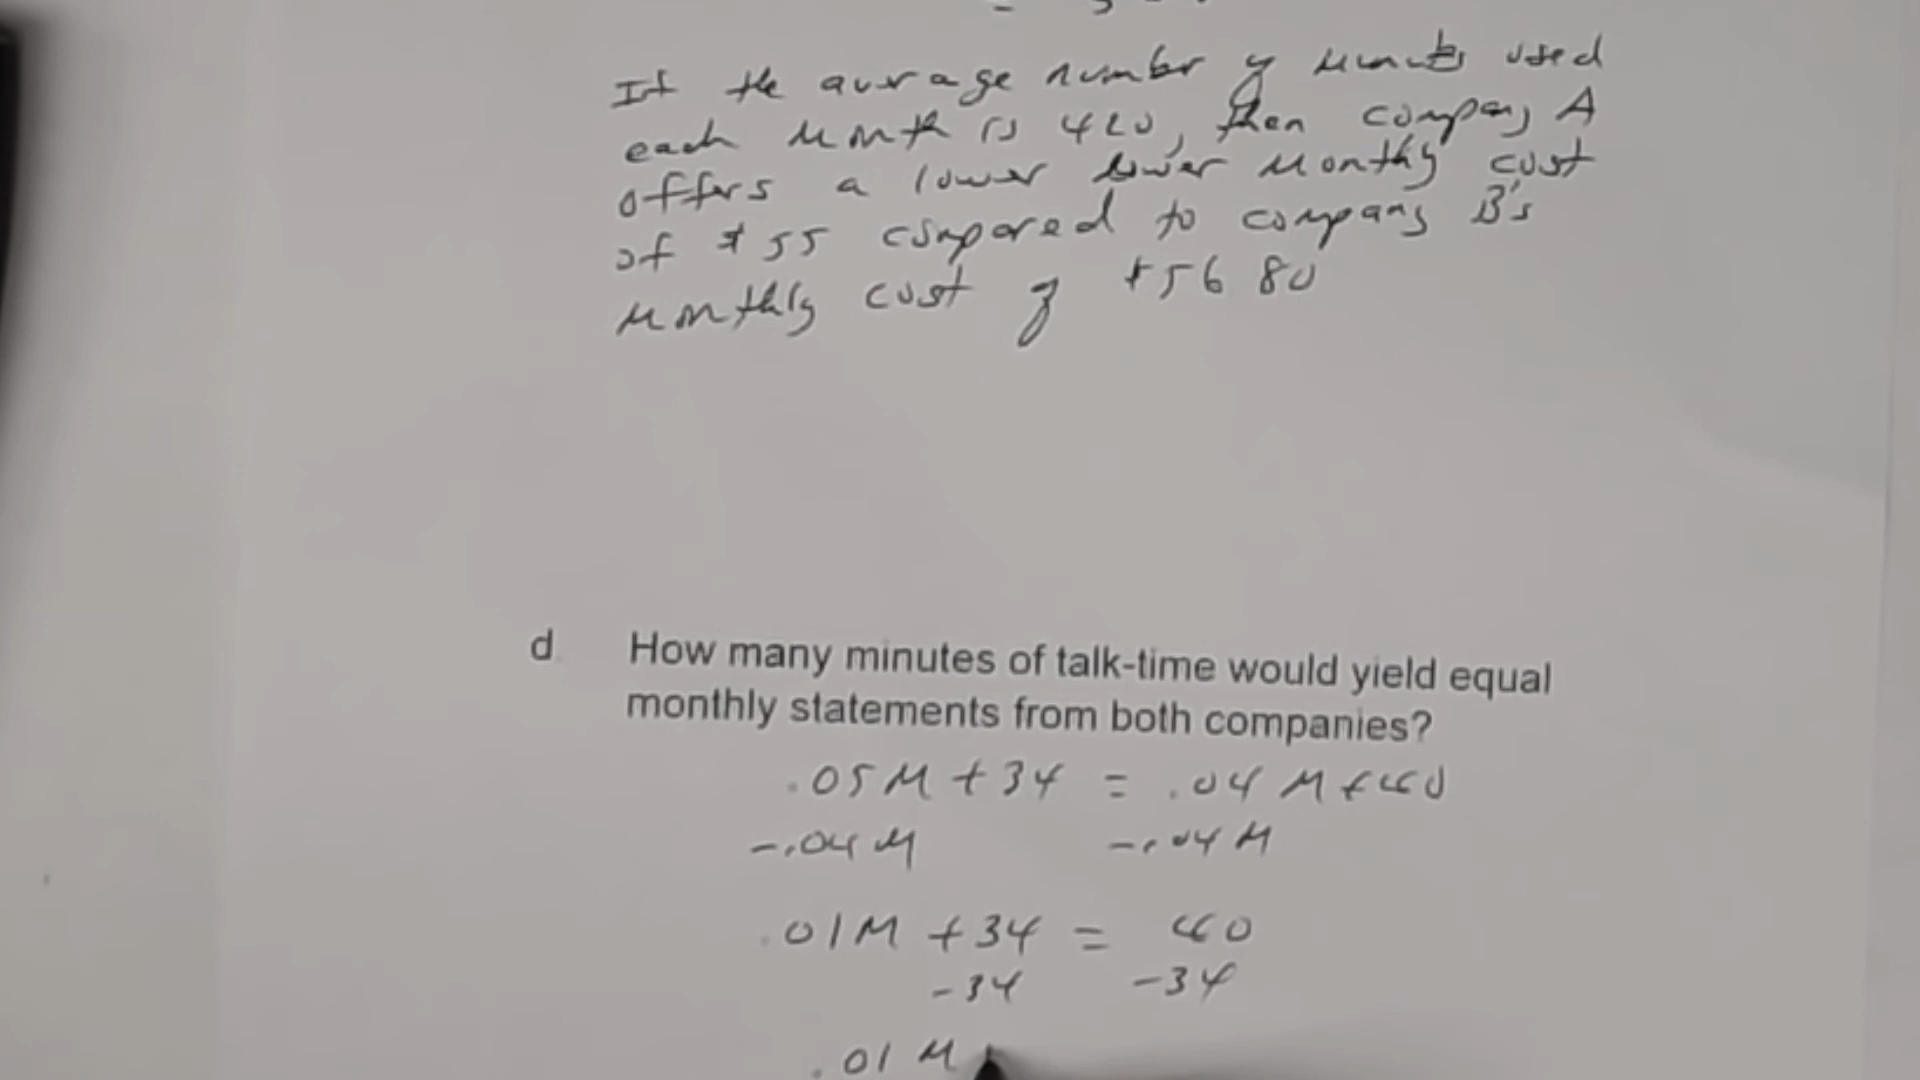 If the average number of minutes used
each month is 420, then company A
offers a lower lower monthly cost
of $55 compared to company B's
monthly cost of $56 80
d. How many minutes of talk-time would yield equal
monthly statements from both companies?
.05M + 34 = .04M + 40
-.04M -.04M
.01M + 34 = 40
-34 -34
.01M